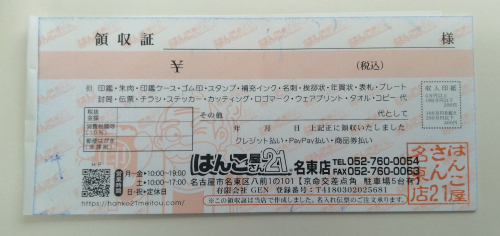 領収証 様
¥ (税込)
但 印鑑・朱肉・印鑑ケース・ゴム印・スタンプ・補充インク・名刺・挨拶状・年賀状・表札・プレート
封筒・伝票・チラシ・ステッカー・カッティング・ロゴマーク・ウェアプリント・タオル・コピー 代
その他 代として
税抜
金額
消費税額等
(10%)
収入印紙
年 月 日 上記正に領収いたしました
クレジット払い・PayPay払い・商品券払い
はんこ屋さん21 名東店 TEL052-760-0054
FAX052-760-0063
月-金・10:00-19:00
土・10:00-17:00
日・祝・定休日
名古屋市名東区八前1の101【京命交差点角 駐車場5台有】
有限会社 GEN 登録番号：T4180302025681
https://hanko21meitou.com/
※この領収証は当店で作成しました。名入れ伝票のご注文承ります。
はんこ屋
さん21
名東店